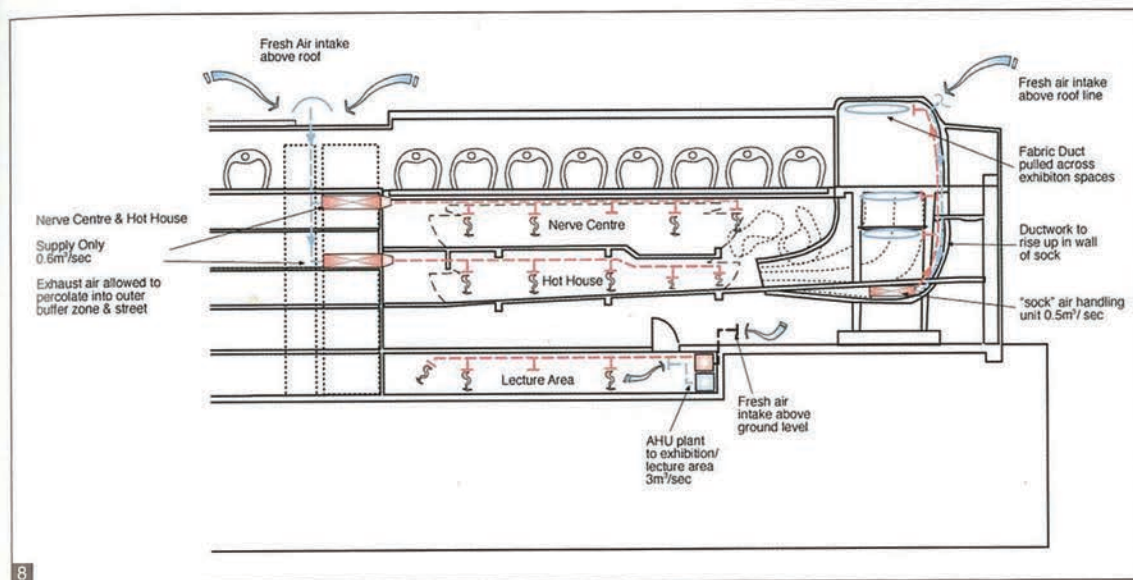 Fresh Air intake
above roof
Fresh air intake
above roof line
Fabric Duct
pulled across
exhibiton spaces
Nerve Centre & Hot House
Supply Only
0.6m³/sec
Exhaust air allowed to
percolate into outer
buffer zone & street
Nerve Centre
Hot House
Ductwork to
rise up in wall
of sock
"sock" air handling
unit 0.5m³/ sec
Lecture Area
Fresh air
intake above
ground level
AHU plant
to exhibition/
lecture area
3m³/sec
8